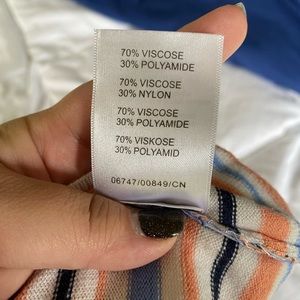 70% VISCOSE
30% POLYAMIDE
70% VISCOSE
30% NYLON
70% VISCOSE
30% POLYAMIDE
70% VISKOSE
30% POLYAMID
06747/00849/CN